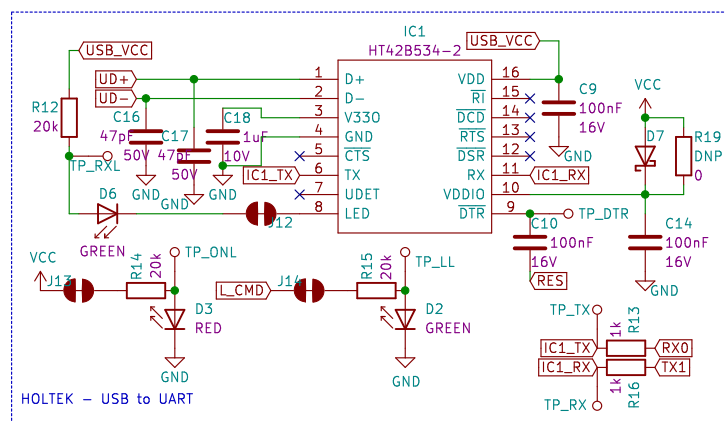 IC1
HT42B534-2
USB_VCC
USB_VCC
UD+
UD-
1 D+
2 D-
3 V33O
4 GND
5 CTS
6 TX
7 UDET
8 LED
VDD 16
RI 15
DCD 14
RTS 13
DSR 12
RX 11
VDDIO 10
DTR 9
R12
20k
C16
47pF
50V
C17
47pF
50V
C18
1uF
10V
GND
GND
GND
TP_RXL
IC1_TX
D6
GREEN
J12
C9
100nF
16V
GND
VCC
D7
R19
DNP
0
IC1_RX
TP_DTR
C10
100nF
16V
RES
C14
100nF
16V
GND
VCC
J13
R14
20k
TP_ONL
D3
RED
GND
L_CMD
J14
R15
20k
TP_LL
D2
GREEN
GND
TP_TX
R13
1k
IC1_TX
RX0
IC1_RX
TX1
1k
R16
TP_RX
HOLTEK - USB to UART